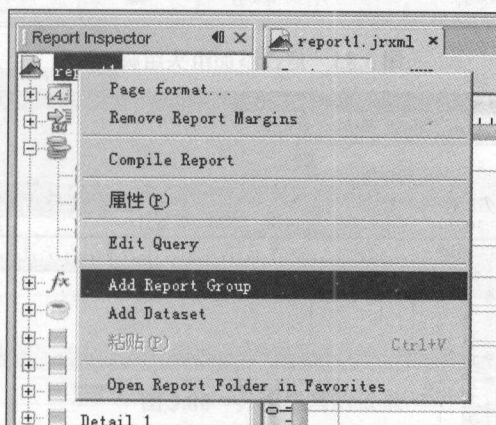 Report Inspector
report1.jrxml
Page format...
Remove Report Margins
Compile Report
属性(P)
Edit Query
fx
Add Report Group
Add Dataset
粘贴(P) Ctrl+V
Open Report Folder in Favorites
Detail 1